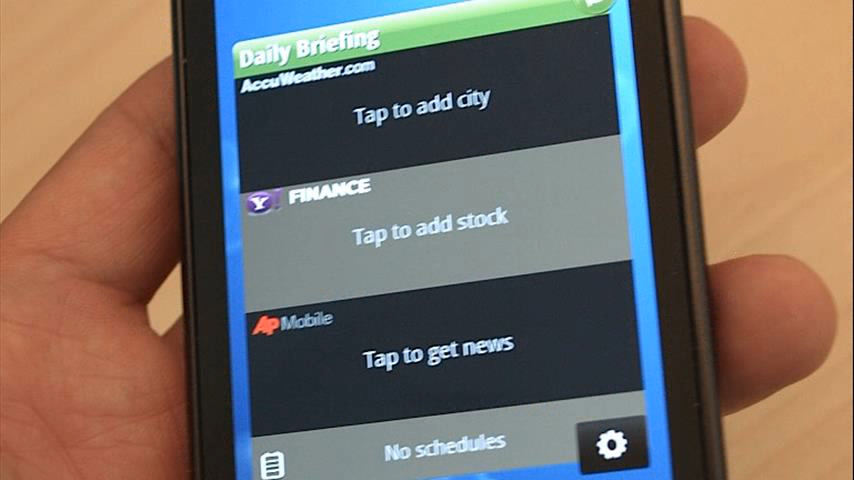 Daily Briefing
AccuWeather.com
Tap to add city
Y! FINANCE
Tap to add stock
Ap Mobile
Tap to get news
No schedules